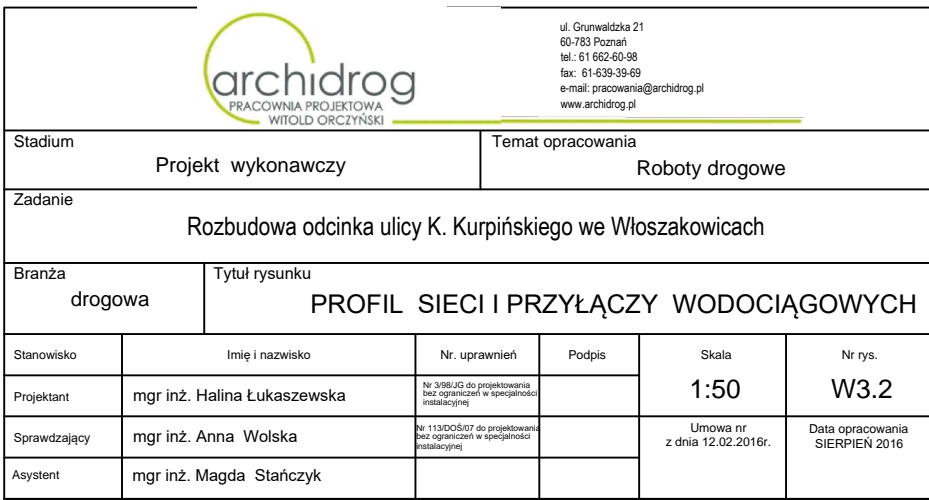 archidrog
PRACOWNIA PROJEKTOWA
WITOLD ORCZYŃSKI
ul. Grunwaldzka 21
60-783 Poznań
tel.: 61 662-60-98
fax: 61-639-39-69
e-mail: pracowania@archidrog.pl
www.archidrog.pl
Stadium
Projekt wykonawczy
Temat opracowania
Roboty drogowe
Zadanie
Rozbudowa odcinka ulicy K. Kurpińskiego we Włoszakowicach
Branża
drogowa
Tytuł rysunku
PROFIL SIECI I PRZYŁĄCZY WODOCIĄGOWYCH
Stanowisko Imię i nazwisko Nr. uprawnień Podpis Skala Nr rys.
Projektant mgr inż. Halina Łukaszewska
Nr 3/98/JG do projektowania
bez ograniczeń w specjalności
instalacyjnej
1:50 W3.2
Sprawdzający mgr inż. Anna Wolska
Nr 113/DOŚ/07 do projektowania
bez ograniczeń w specjalności
instalacyjnej
Umowa nr
z dnia 12.02.2016r.
Data opracowania
SIERPIEŃ 2016
Asystent mgr inż. Magda Stańczyk